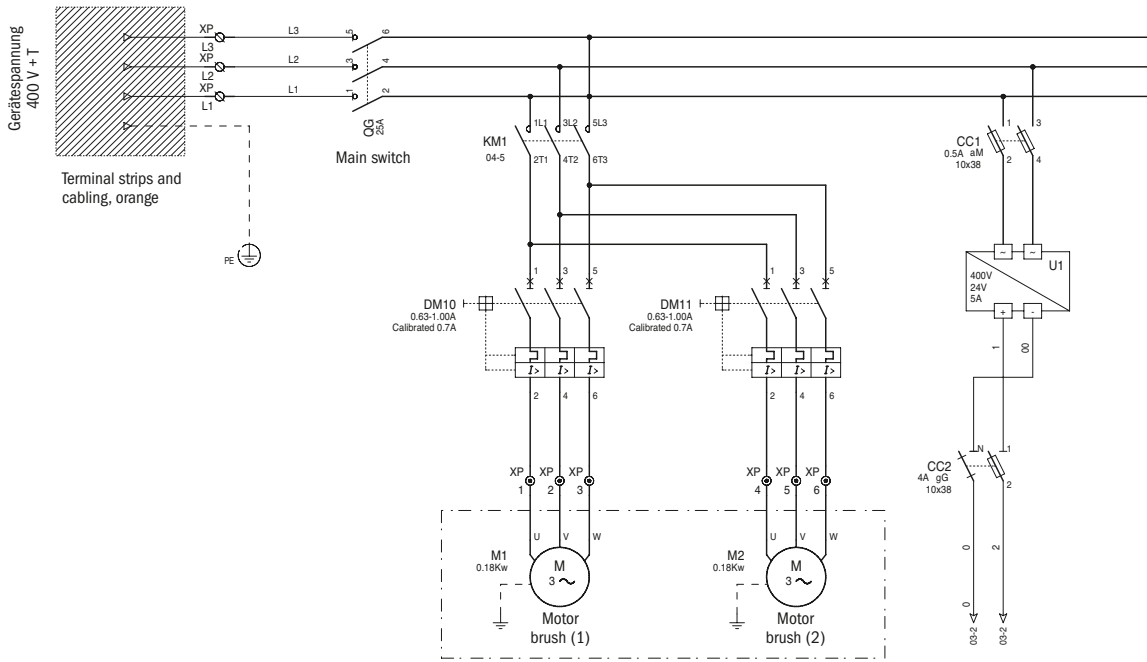 Gerätespannung
400 V + T
XP
L3
L3
5
6
XP
L2
L2
3
4
XP
L1
L1
1
2
QG
25A
Main switch
Terminal strips and
cabling, orange
PE
KM1
04-5
1L1
3L2
5L3
2T1
4T2
6T3
CC1
0.5A aM
10x38
1
3
2
4
U1
~
~
400V
24V
5A
+
-
1
00
DM10
0.63-1.00A
Calibrated 0.7A
1
3
5
I>
I>
I>
2
4
6
DM11
0.63-1.00A
Calibrated 0.7A
1
3
5
I>
I>
I>
2
4
6
CC2
4A gG
10x38
N
1
2
XP
1
XP
2
XP
3
XP
4
XP
5
XP
6
U
V
W
M1
0.18Kw
M
3 ~
Motor
brush (1)
U
V
W
M2
0.18Kw
M
3 ~
Motor
brush (2)
0
2
0
03-2
03-2